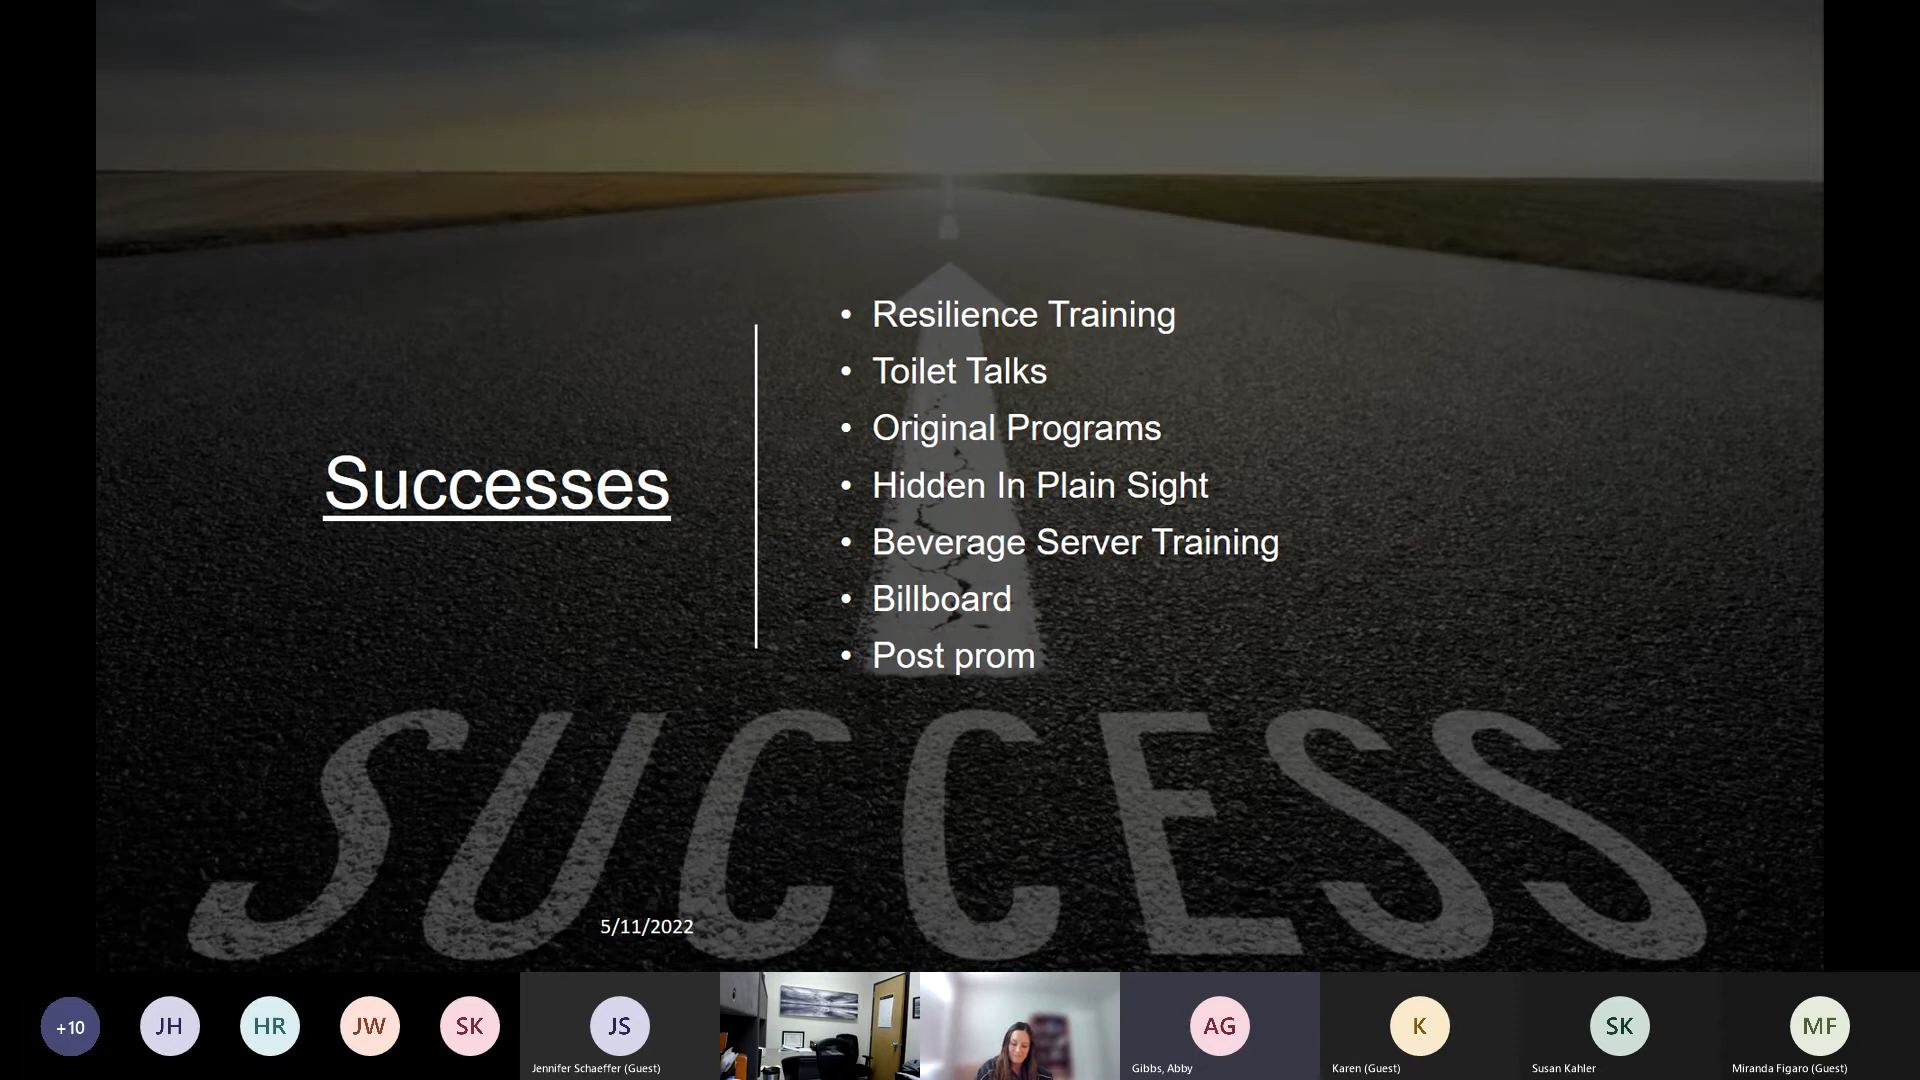 Successes
• Resilience Training
• Toilet Talks
• Original Programs
• Hidden In Plain Sight
• Beverage Server Training
• Billboard
• Post prom
SUCCESS
5/11/2022
+10
JH
HR
JW
SK
JS
Jennifer Schaeffer (Guest)
AG
Gibbs, Abby
K
Karen (Guest)
SK
Susan Kahler
MF
Miranda Figaro (Guest)